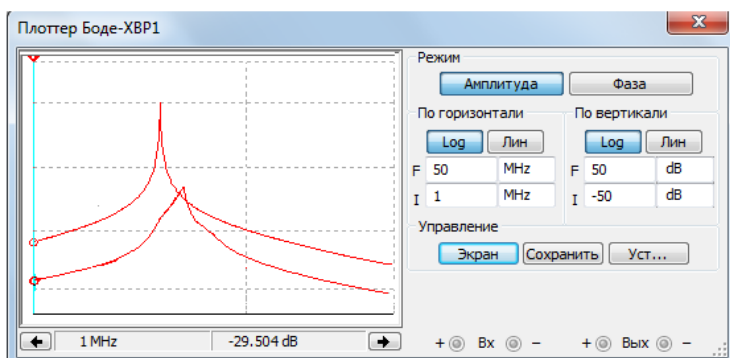 Плоттер Боде-XBP1
Режим
Амплитуда Фаза
По горизонтали По вертикали
Log Лин Log Лин
F 50 MHz F 50 dB
I 1 MHz I -50 dB
Управление
Экран Сохранить Уст...
1 MHz -29.504 dB + Вх − + Вых −